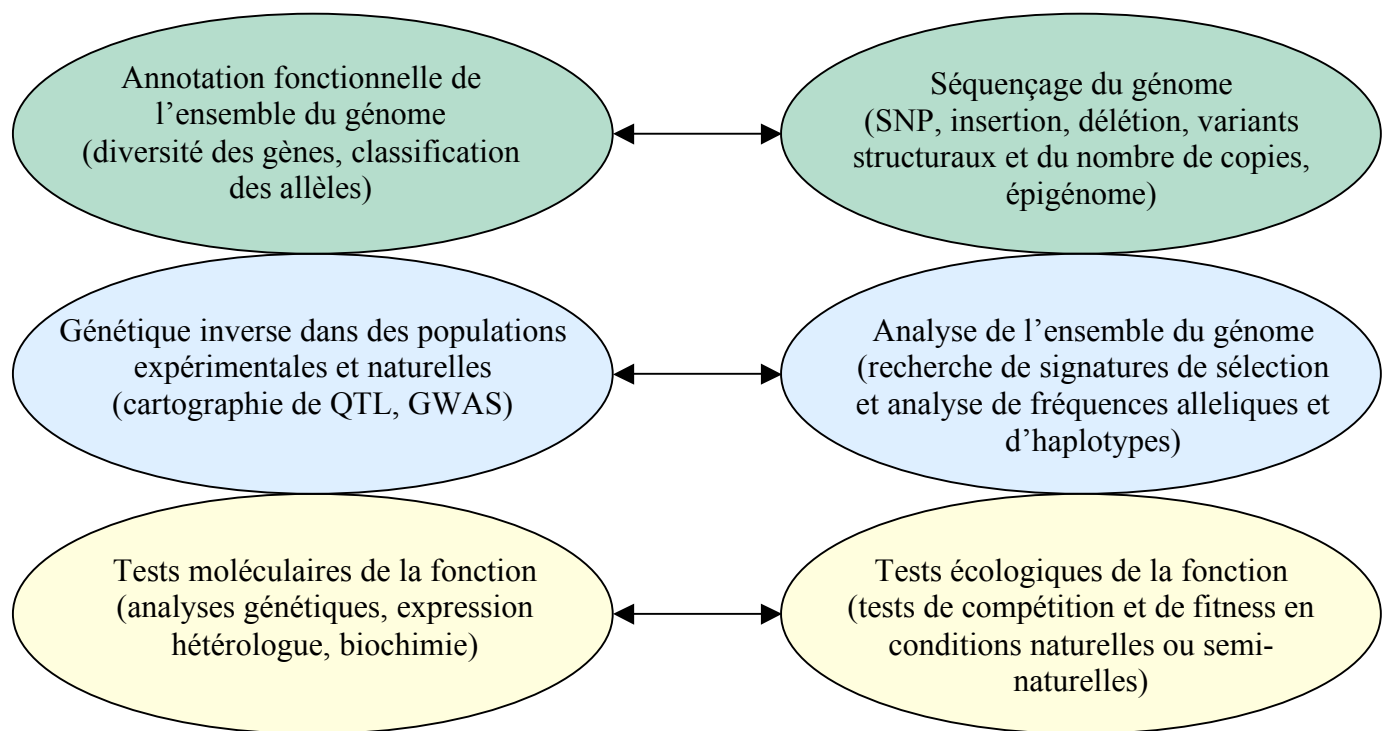 Annotation fonctionnelle de
l’ensemble du génome
(diversité des gènes, classification
des allèles)
Séquençage du génome
(SNP, insertion, délétion, variants
structuraux et du nombre de copies,
épigénome)
Génétique inverse dans des populations
expérimentales et naturelles
(cartographie de QTL, GWAS)
Analyse de l’ensemble du génome
(recherche de signatures de sélection
et analyse de fréquences alleliques et
d’haplotypes)
Tests moléculaires de la fonction
(analyses génétiques, expression
hétérologue, biochimie)
Tests écologiques de la fonction
(tests de compétition et de fitness en
conditions naturelles ou semi-
naturelles)